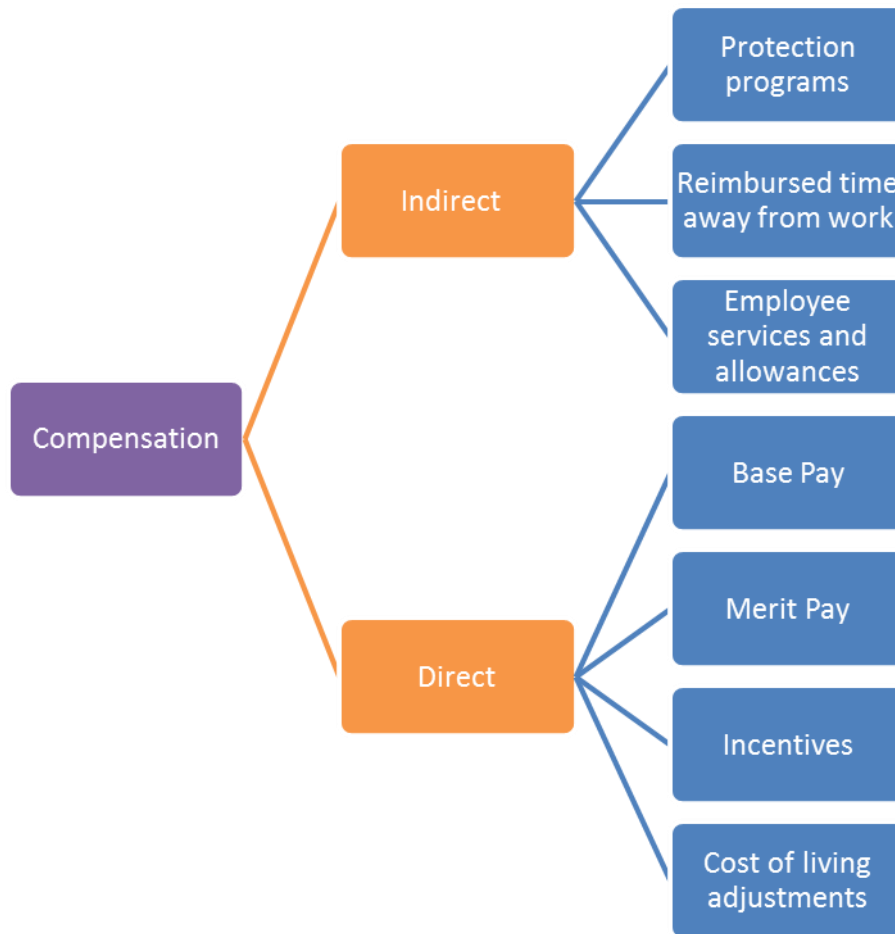 Protection
programs
Indirect
Reimbursed time
away from work
Employee
services and
allowances
Compensation
Base Pay
Merit Pay
Direct
Incentives
Cost of living
adjustments